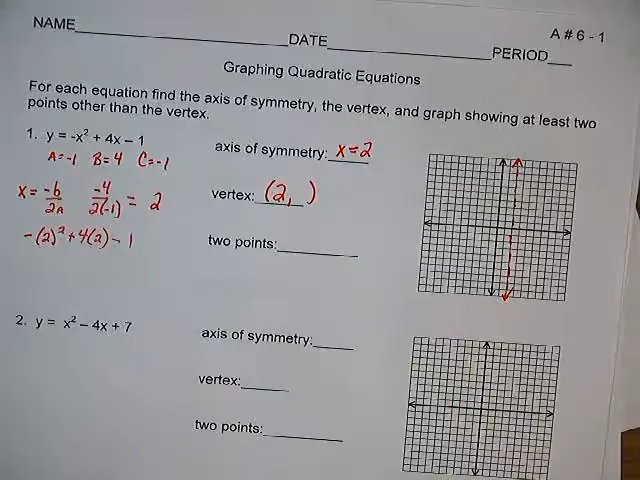 A # 6 - 1
NAME DATE PERIOD
Graphing Quadratic Equations
For each equation find the axis of symmetry, the vertex, and graph showing at least two
points other than the vertex.
1. y = -x² + 4x – 1
A=-1 B=4 C=-1
axis of symmetry: x=2
x = -b/2A -4/2(-1) = 2
vertex: (2, )
-(2)² + 4(2) - 1
two points:
2. y = x² – 4x + 7
axis of symmetry:
vertex:
two points: